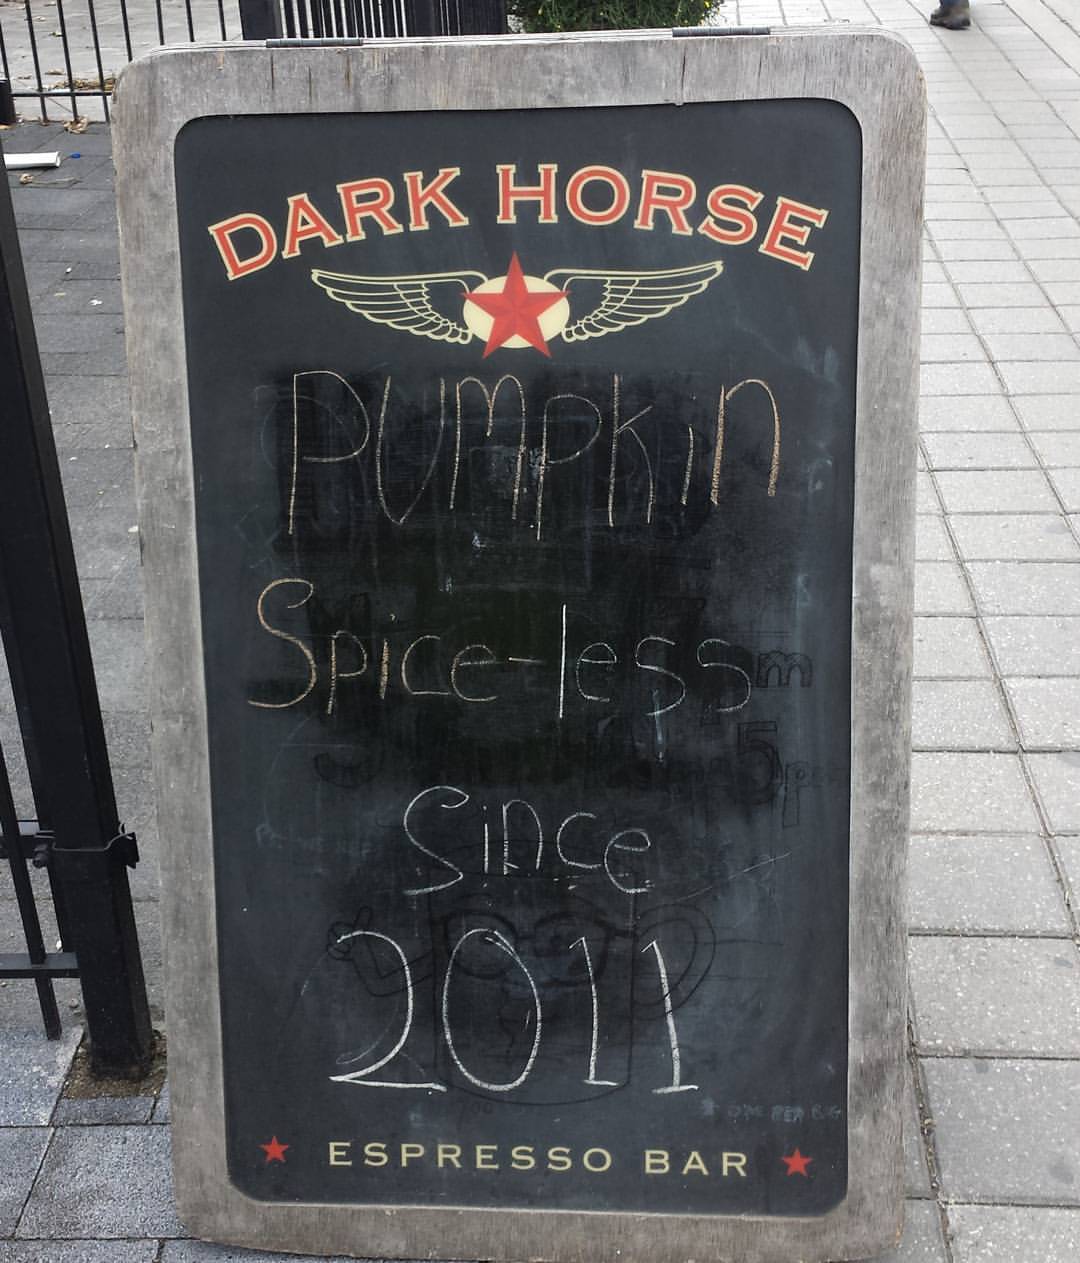 DARK HORSE
PUMPKIN
Spice-less
Since
2011
ESPRESSO BAR